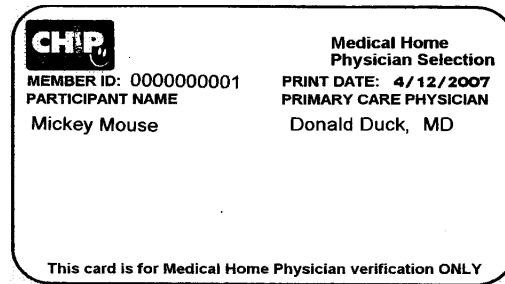 CHIP
Medical Home
Physician Selection
MEMBER ID: 0000000001
PRINT DATE: 4/12/2007
PARTICIPANT NAME
PRIMARY CARE PHYSICIAN
Mickey Mouse
Donald Duck, MD
This card is for Medical Home Physician verification ONLY